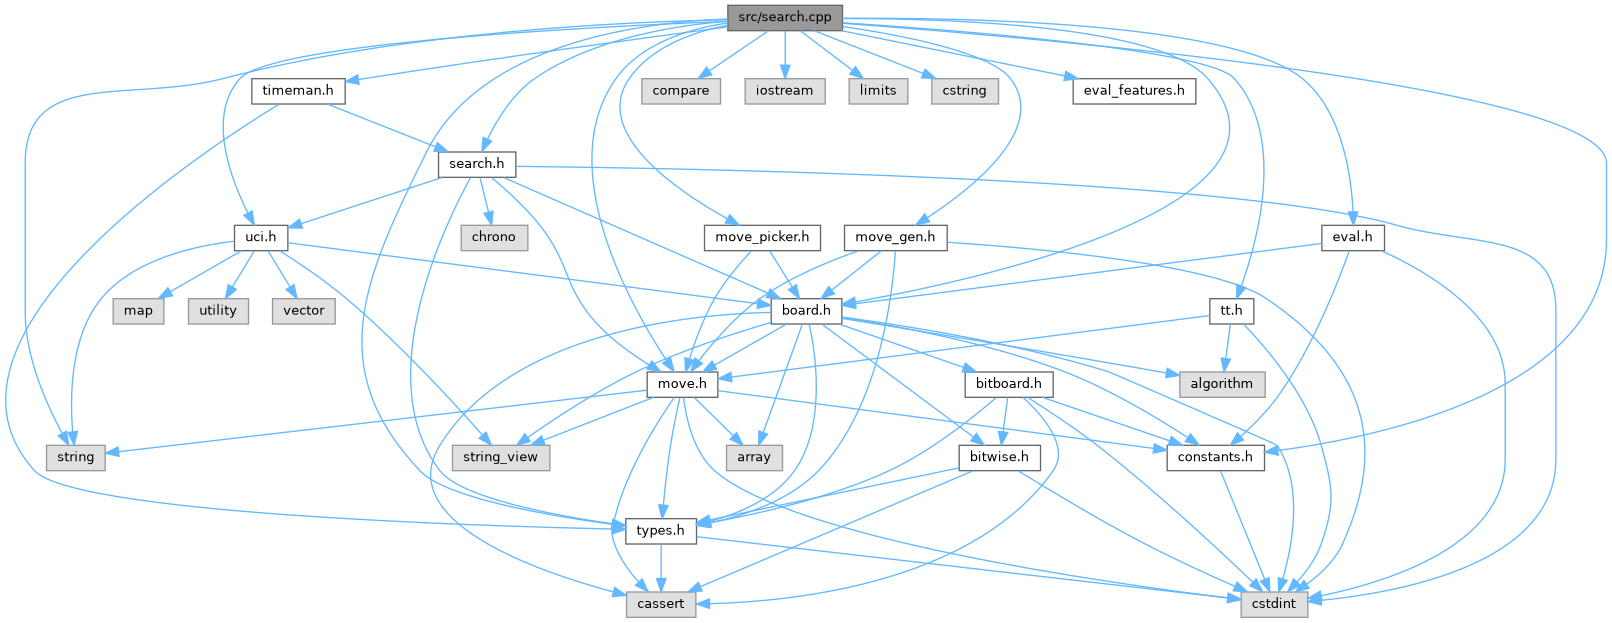 src/search.cpp
timeman.h
compare
iostream
limits
cstring
eval_features.h
search.h
uci.h
chrono
move_picker.h
move_gen.h
eval.h
map
utility
vector
board.h
tt.h
move.h
bitboard.h
algorithm
string
string_view
array
bitwise.h
constants.h
types.h
cassert
cstdint